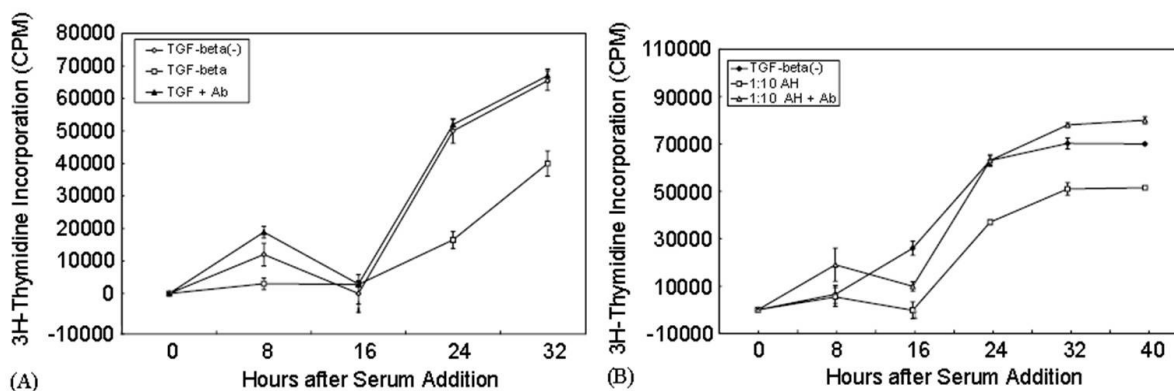 3H-Thymidine Incorporation (CPM)
80000
70000
60000
50000
40000
30000
20000
10000
0
-10000
TGF-beta(-)
TGF-beta
TGF + Ab
0 8 16 24 32
Hours after Serum Addition
(A)
3H-Thymidine Incorporation (CPM)
110000
90000
70000
50000
30000
10000
-10000
TGF-beta(-)
1:10 AH
1:10 AH + Ab
0 8 16 24 32 40
Hours after Serum Addition
(B)